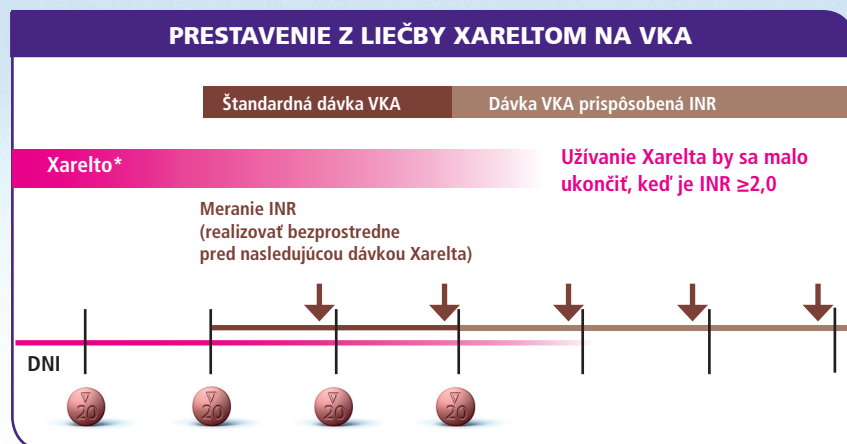 PRESTAVENIE Z LIEČBY XARELTOM NA VKA
Štandardná dávka VKA
Dávka VKA prispôsobená INR
Xarelto*
Užívanie Xarelta by sa malo
ukončiť, keď je INR ≥2,0
Meranie INR
(realizovať bezprostredne
pred nasledujúcou dávkou Xarelta)
DNI
20
20
20
20